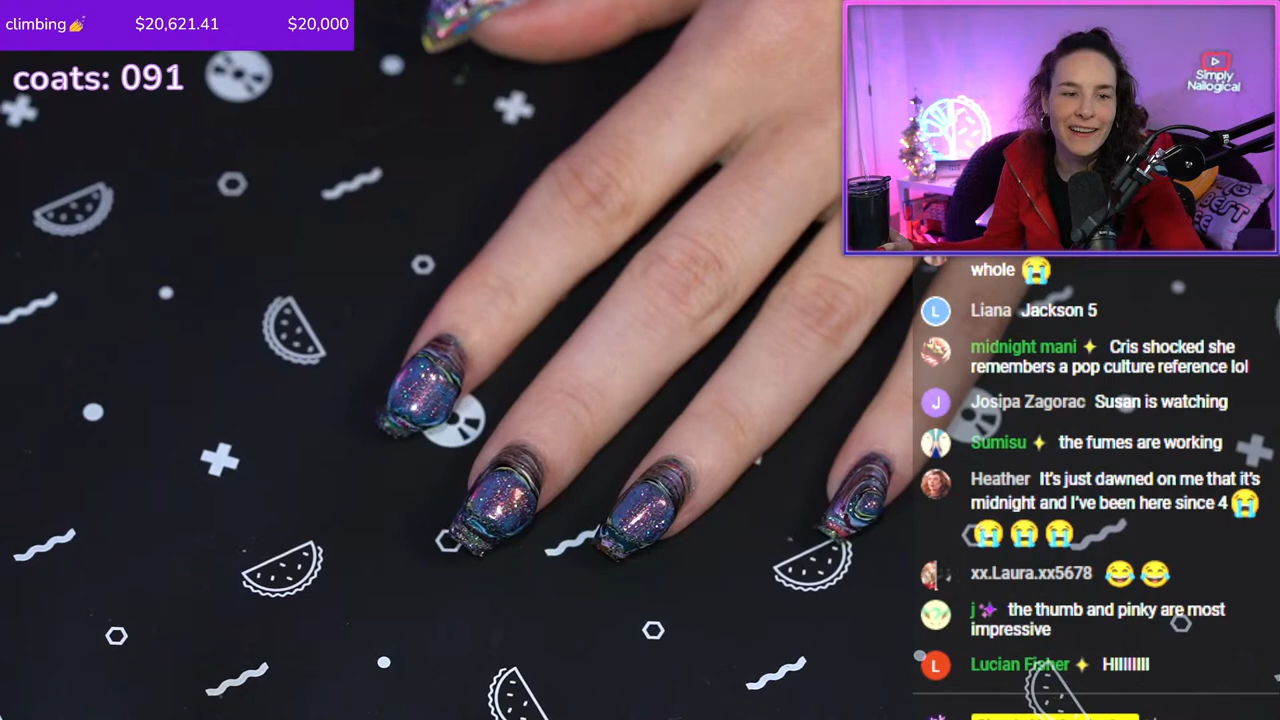 climbing💅 $20,621.41 $20,000
coats: 091
Simply
Nailogical
whole 😭
Liana Jackson 5
midnight mani Cris shocked she
remembers a pop culture reference lol
Josipa Zagorac Susan is watching
Sumisu the fumes are working
Heather It's just dawned on me that it's
midnight and I've been here since 4😭
😭😭😭
xx.Laura.xx5678 😂😂
j✨ the thumb and pinky are most
impressive
Lucian Fisher HIIIIIIII